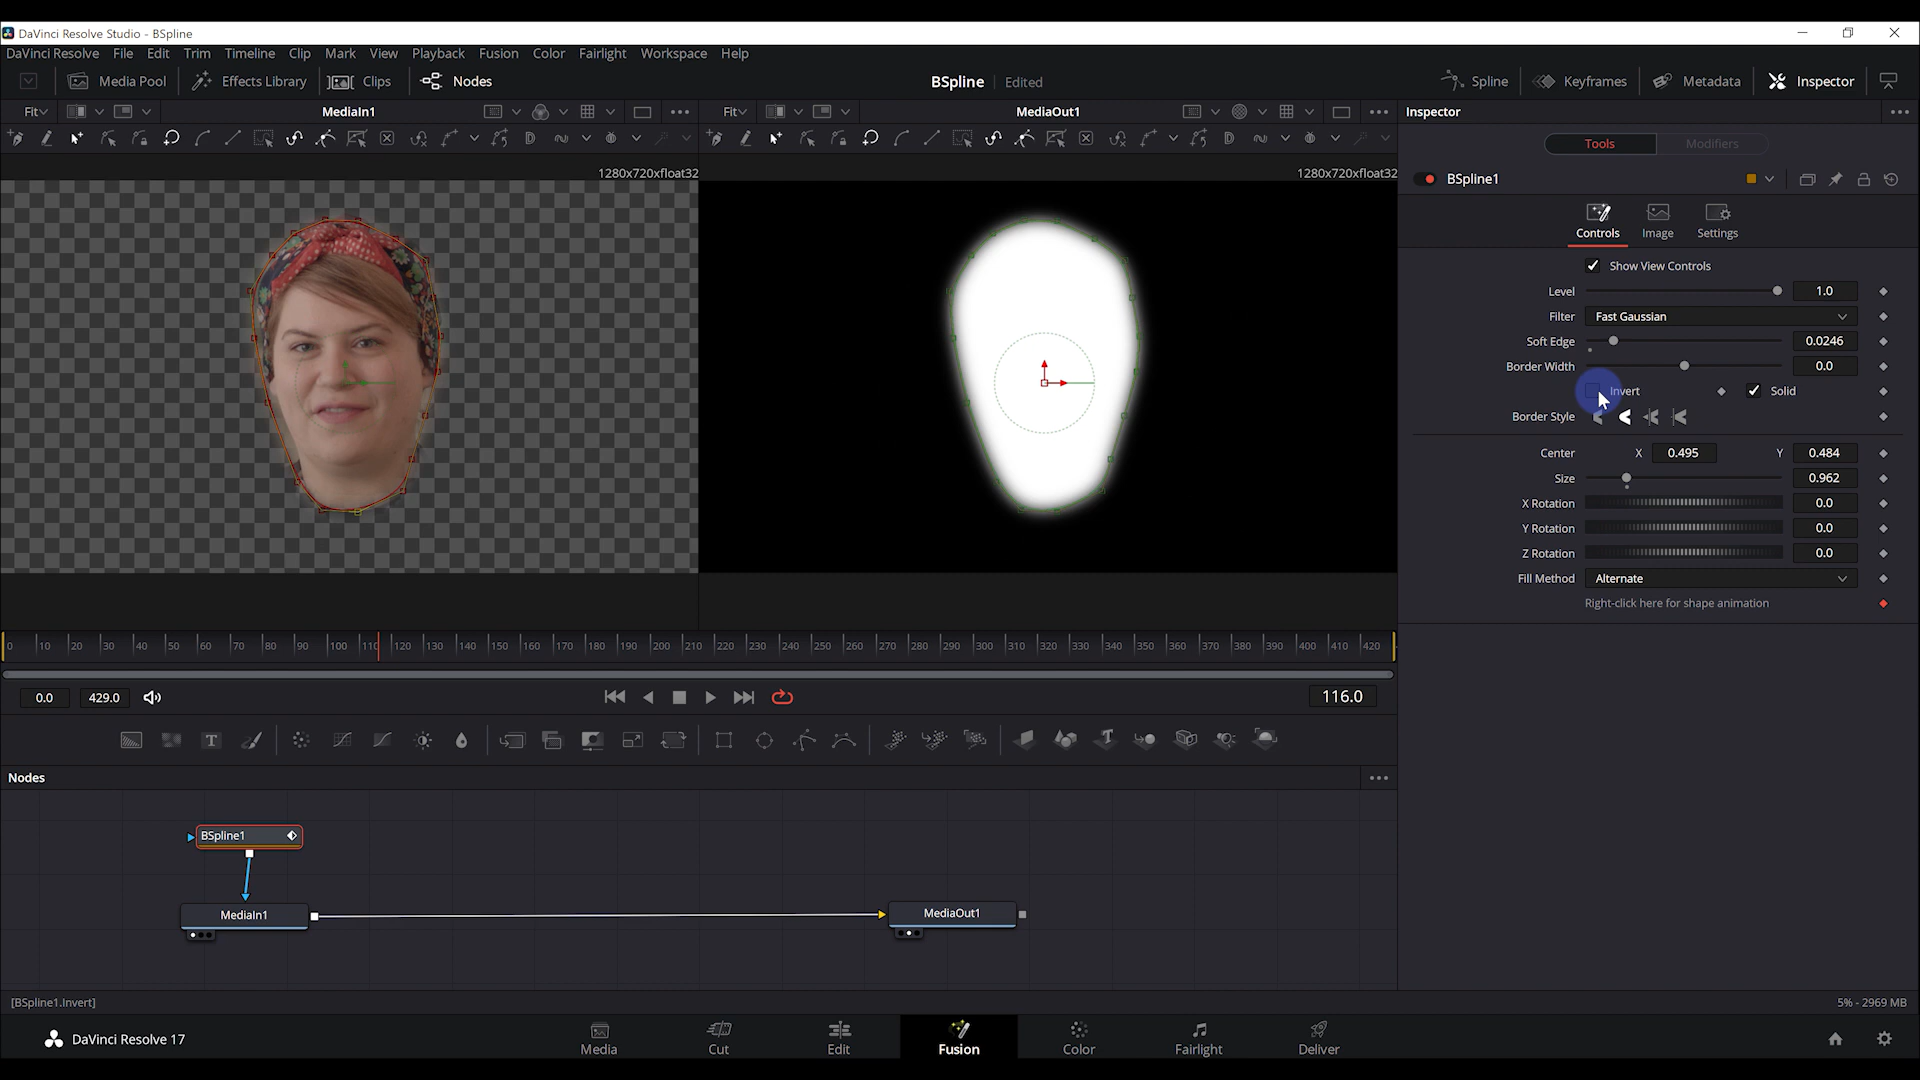 DaVinci Resolve Studio - BSpline
DaVinci Resolve File Edit Trim Timeline Clip Mark View Playback Fusion Color Fairlight Workspace Help
Media Pool Effects Library Clips Nodes BSpline Edited Spline Keyframes Metadata Inspector
Fit MediaIn1 Fit MediaOut1 Inspector
Tools Modifiers
1280x720xfloat32 1280x720xfloat32
BSpline1
Controls Image Settings
Show View Controls
Level 1.0
Filter Fast Gaussian
Soft Edge 0.0246
Border Width 0.0
Invert Solid
Border Style
Center X 0.495 Y 0.484
Size 0.962
X Rotation 0.0
Y Rotation 0.0
Z Rotation 0.0
Fill Method Alternate
Right-click here for shape animation
0 10 20 30 40 50 60 70 80 90 100 110 120 130 140 150 160 170 180 190 200 210 220 230 240 250 260 270 280 290 300 310 320 330 340 350 360 370 380 390 400 410 420
0.0 429.0 116.0
T
Nodes
BSpline1
MediaIn1
MediaOut1
[BSpline1.Invert] 5% - 2969 MB
DaVinci Resolve 17 Media Cut Edit Fusion Color Fairlight Deliver